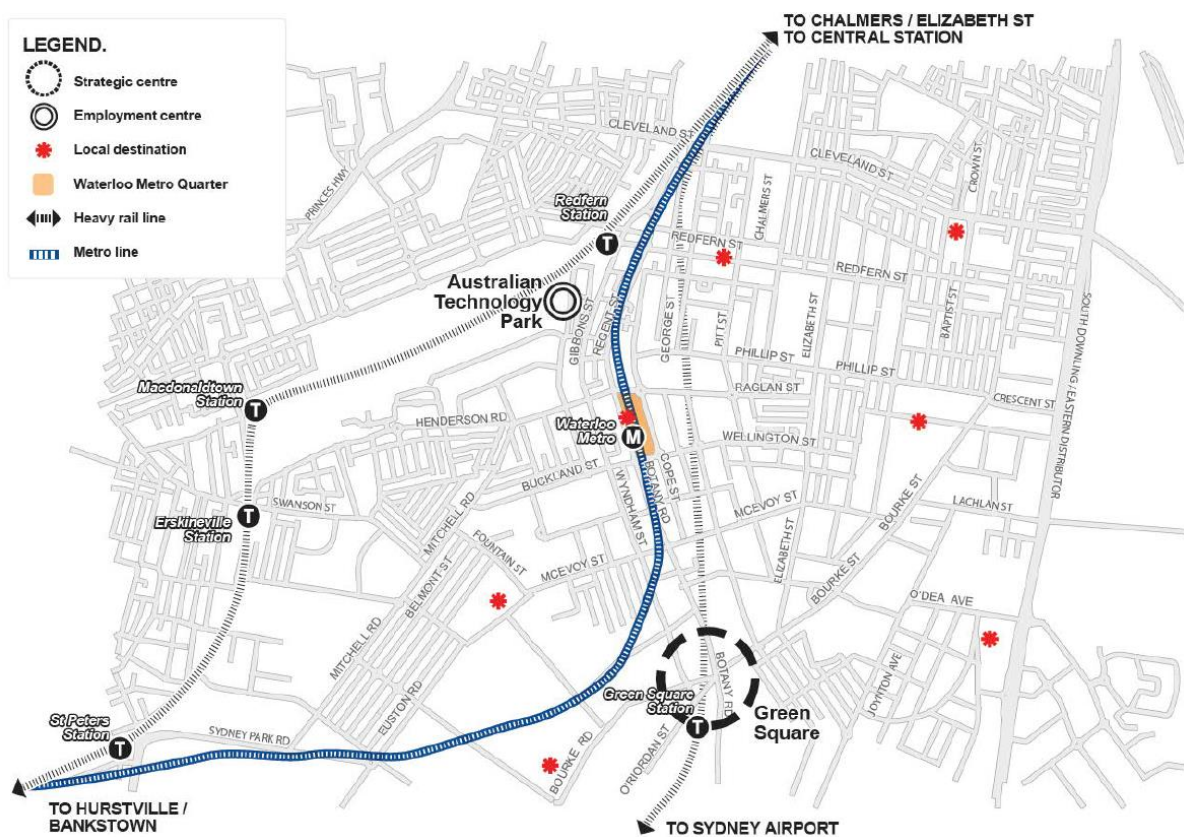 TO CHALMERS / ELIZABETH ST
TO CENTRAL STATION
LEGEND.
Strategic centre
Employment centre
Local destination
Waterloo Metro Quarter
Heavy rail line
Metro line
CLEVELAND ST
CLEVELAND ST
CROWN ST
PRINCES HWY
Redfern
Station
T
REDFERN ST
CHALMERS ST
REDFERN ST
Australian
Technology
Park
GIBBONS ST
REGENT ST
GEORGE ST
PITT ST
ELIZABETH ST
BAPTIST ST
SOUTH DOWLING / EASTERN DISTRIBUTOR
PHILLIP ST
PHILLIP ST
RAGLAN ST
CRESCENT ST
Macdonaldtown
Station
T
HENDERSON RD
Waterloo
Metro
M
WELLINGTON ST
BUCKLAND ST
WYNDHAM ST
BOTANY RD
COPE ST
MCEVOY ST
BOURKE ST
LACHLAN ST
SWANSON ST
MITCHELL RD
Erskineville
Station
T
FOUNTAIN ST
MCEVOY ST
BELMONT ST
ELIZABETH ST
BOURKE ST
O'DEA AVE
MITCHELL RD
EUSTON RD
BOTANY RD
JOYNTON AVE
Green Square
Station
T
Green
Square
St Peters
Station
T
SYDNEY PARK RD
BOURKE RD
O'RIORDAN ST
TO HURSTVILLE /
BANKSTOWN
TO SYDNEY AIRPORT